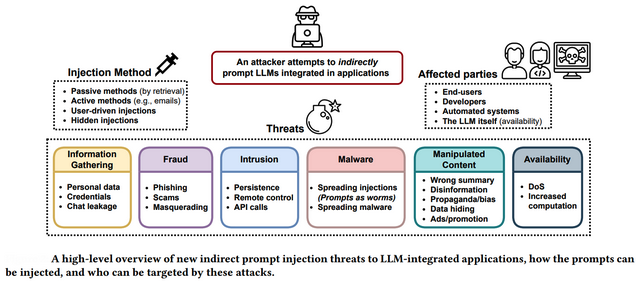 An attacker attempts to indirectly
prompt LLMs integrated in applications
Injection Method
• Passive methods (by retrieval)
• Active methods (e.g., emails)
• User-driven injections
• Hidden injections
Affected parties
• End-users
• Developers
• Automated systems
• The LLM itself (availability)
Threats
Information
Gathering
• Personal data
• Credentials
• Chat leakage
Fraud
• Phishing
• Scams
• Masquerading
Intrusion
• Persistence
• Remote control
• API calls
Malware
• Spreading injections
(Prompts as worms)
• Spreading malware
Manipulated
Content
• Wrong summary
• Disinformation
• Propaganda/bias
• Data hiding
• Ads/promotion
Availability
• DoS
• Increased
computation
A high-level overview of new indirect prompt injection threats to LLM-integrated applications, how the prompts can
be injected, and who can be targeted by these attacks.